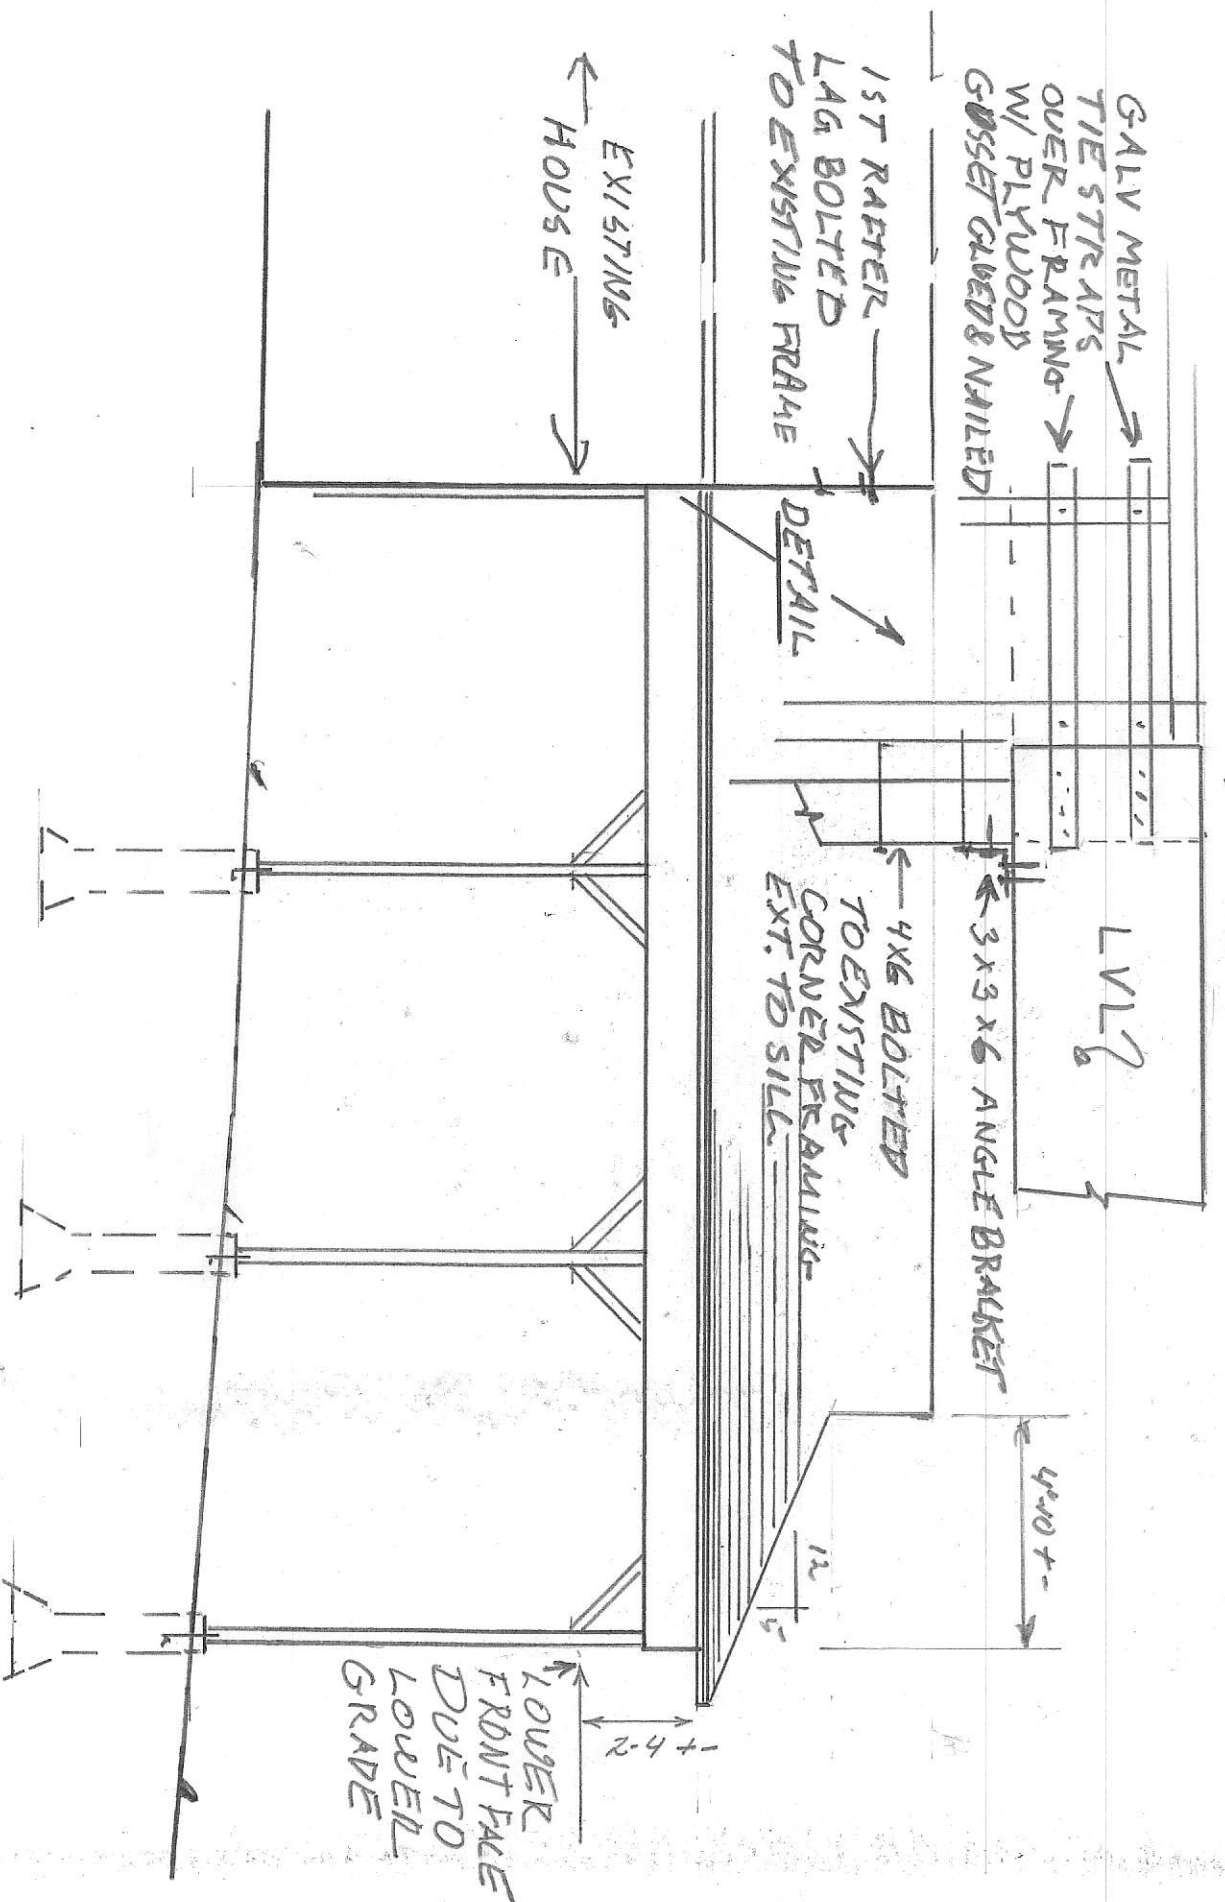 GALV METAL
TIE STRAPS
OVER FRAMING
W/ PLYWOOD
GUSSET GLUED & NAILED
1ST RAFTER
LAG BOLTED
TO EXISTING FRAME
EXISTING
HOUSE
DETAIL
LVL?
3x3x6 ANGLE BRACKET
4X6 BOLTED
TO EXISTING
CORNER FRAMING
EXT. TO SILL
4'-10 +-
12
5
2-4 +-
LOWER
FRONT FACE
DUE TO
LOWER
GRADE